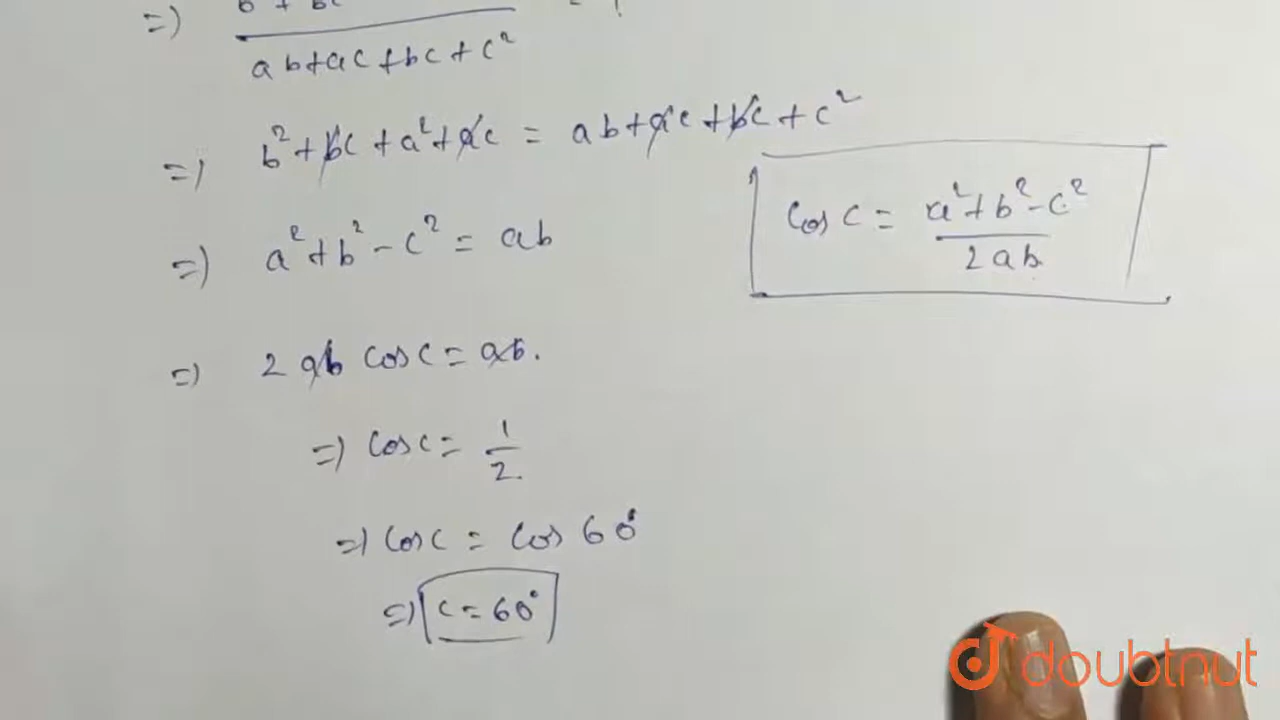 =)
ab+ac+bc+c²
=) b²+bc+a²+ac = ab+ac+bc+c²
cos C = a²+b²-c² / 2ab
=) a²+b²-c² = ab
=) 2ab cos C = ab.
=) cos C = 1/2.
=) cos C = cos 60°
=) C = 60°
doubtnut